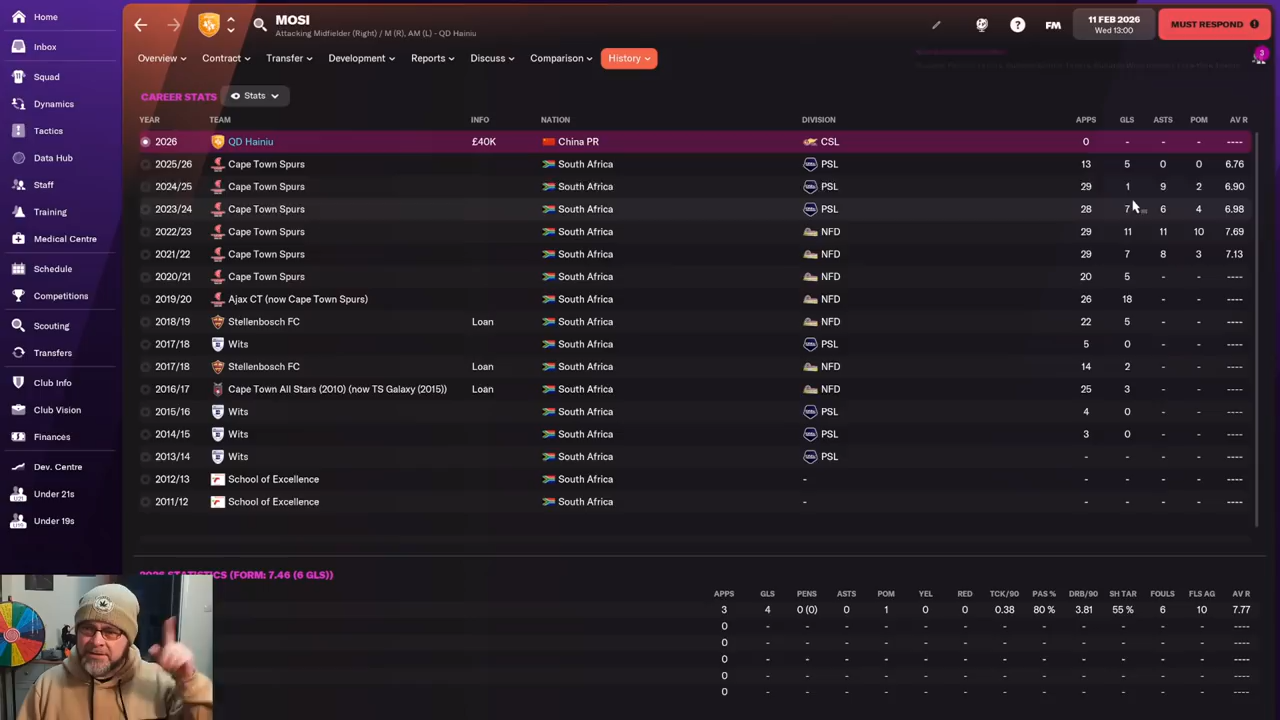 Home
Inbox
Squad
Dynamics
Tactics
Data Hub
Staff
Training
Medical Centre
Schedule
Competitions
Scouting
Transfers
Club Info
Club Vision
Finances
Dev. Centre
Under 21s
Under 19s
MOSI
Attacking Midfielder (Right) / M (R), AM (L) - QD Hainiu
FM
11 FEB 2026
Wed 13:00
MUST RESPOND
3
Overview Contract Transfer Development Reports Discuss Comparison History
CAREER STATS Stats
YEAR TEAM INFO NATION DIVISION APPS GLS ASTS POM AV R
2026 QD Hainiu £40K China PR CSL 0 - - - ----
2025/26 Cape Town Spurs South Africa PSL 13 5 0 0 6.76
2024/25 Cape Town Spurs South Africa PSL 29 1 9 2 6.90
2023/24 Cape Town Spurs South Africa PSL 28 7 6 4 6.98
2022/23 Cape Town Spurs South Africa NFD 29 11 11 10 7.69
2021/22 Cape Town Spurs South Africa NFD 29 7 8 3 7.13
2020/21 Cape Town Spurs South Africa NFD 20 5 - - ----
2019/20 Ajax CT (now Cape Town Spurs) South Africa NFD 26 18 - - ----
2018/19 Stellenbosch FC Loan South Africa NFD 22 5 - - ----
2017/18 Wits South Africa PSL 5 0 - - ----
2017/18 Stellenbosch FC Loan South Africa NFD 14 2 - - ----
2016/17 Cape Town All Stars (2010) (now TS Galaxy (2015)) Loan South Africa NFD 25 3 - - ----
2015/16 Wits South Africa PSL 4 0 - - ----
2014/15 Wits South Africa PSL 3 0 - - ----
2013/14 Wits South Africa PSL - - - - ----
2012/13 School of Excellence South Africa - - - - - ----
2011/12 School of Excellence South Africa - - - - - ----
2026 STATISTICS (FORM: 7.46 (6 GLS))
APPS GLS PENS ASTS POM YEL RED TCK/90 PAS % DRB/90 SH TAR FOULS FLS AG AV R
3 4 0 (0) 0 1 0 0 0.38 80 % 3.81 55 % 6 10 7.77
0 - - - - - - - - - - - - -
0 - - - - - - - - - - - - -
0 - - - - - - - - - - - - -
0 - - - - - - - - - - - - -
0 - - - - - - - - - - - - -